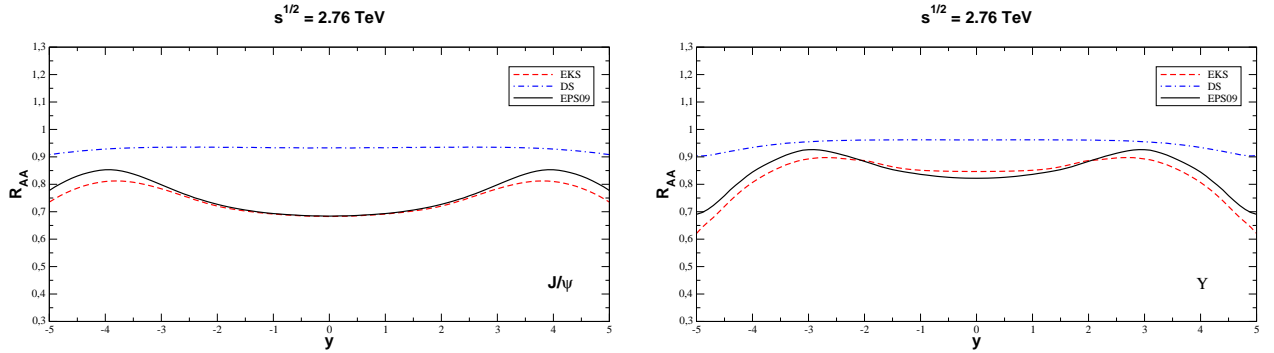 s^{1/2} = 2.76 TeV
1,3
1,2
1,1
1
0,9
0,8
0,7
0,6
0,5
0,4
0,3
R_{AA}
EKS
DS
EPS09
J/ψ
-5 -4 -3 -2 -1 0 1 2 3 4 5
y
s^{1/2} = 2.76 TeV
1,3
1,2
1,1
1
0,9
0,8
0,7
0,6
0,5
0,4
0,3
R_{AA}
EKS
DS
EPS09
Υ
-5 -4 -3 -2 -1 0 1 2 3 4 5
y